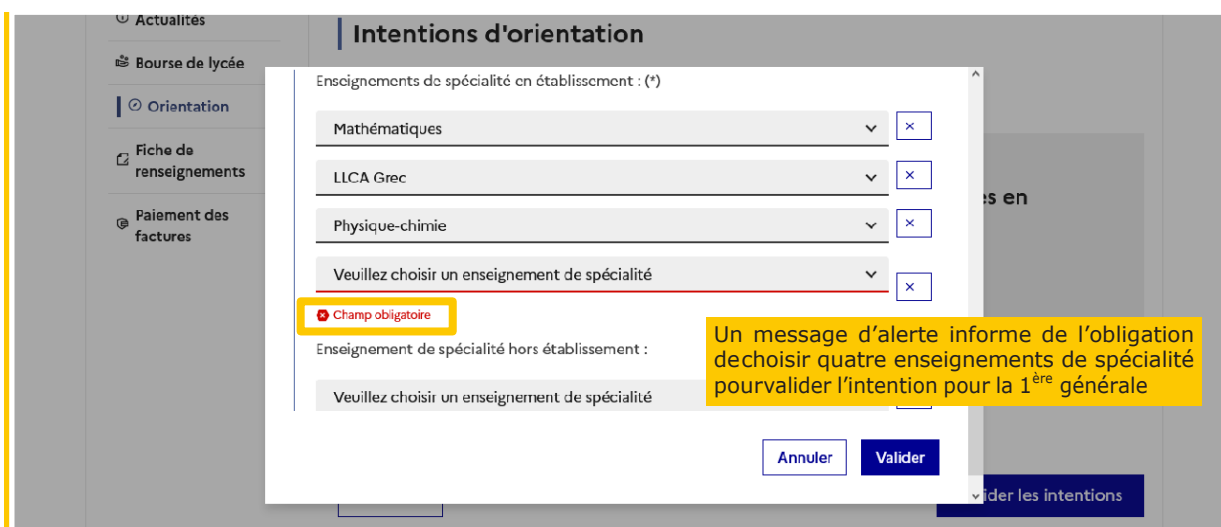 Actualités
Bourse de lycée
Orientation
Fiche de
renseignements
Paiement des
factures
Intentions d'orientation
Enseignements de spécialité en établissement : (*)
Mathématiques
LLCA Grec
Physique-chimie
Veuillez choisir un enseignement de spécialité
Champ obligatoire
Enseignement de spécialité hors établissement :
Veuillez choisir un enseignement de spécialité
Annuler
Valider
es en
Un message d’alerte informe de l’obligation
dechoisir quatre enseignements de spécialité
pourvalider l’intention pour la 1ère générale
ider les intentions